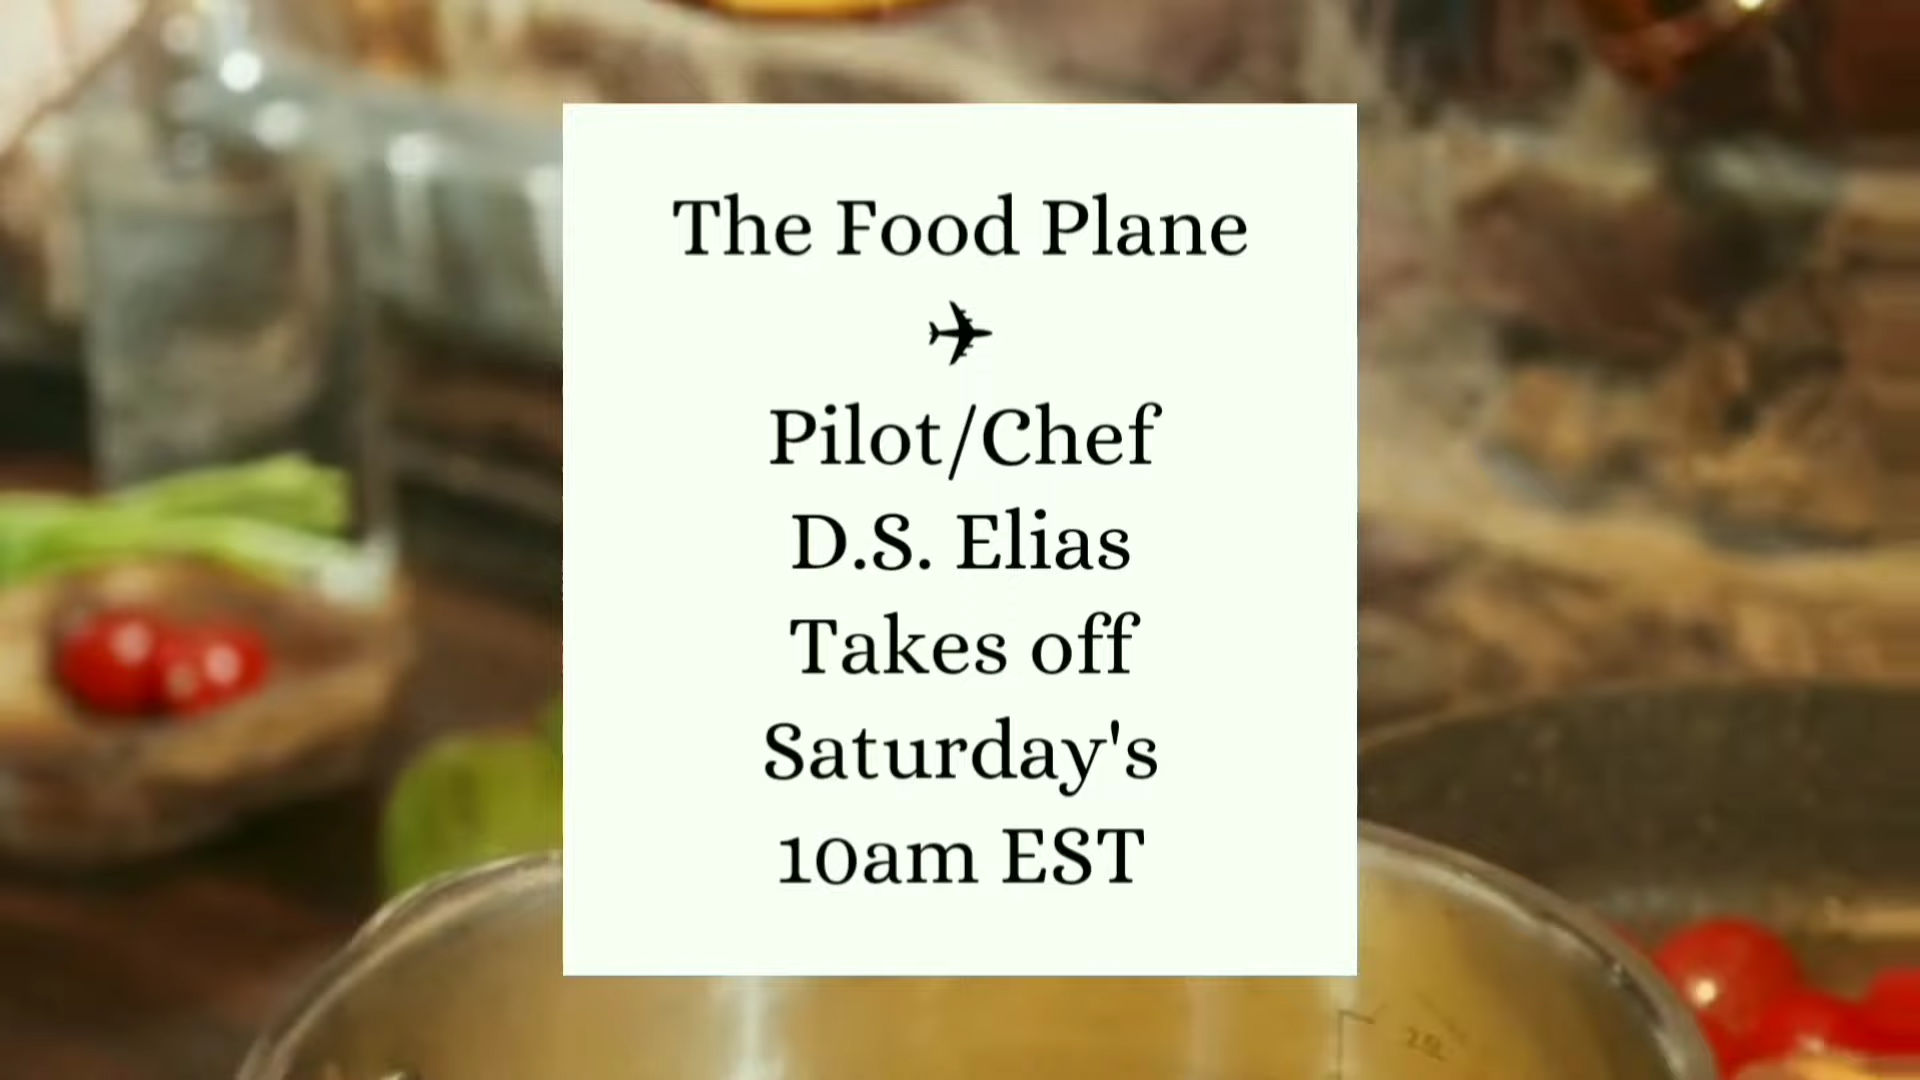 The Food Plane
✈
Pilot/Chef
D.S. Elias
Takes off
Saturday's
10am EST